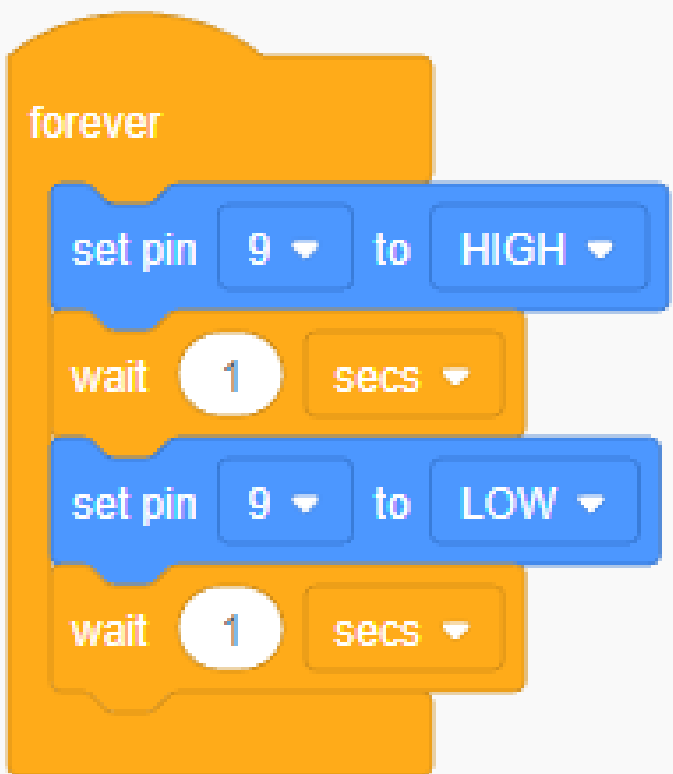 forever
set pin 9 to HIGH
wait 1 secs
set pin 9 to LOW
wait 1 secs